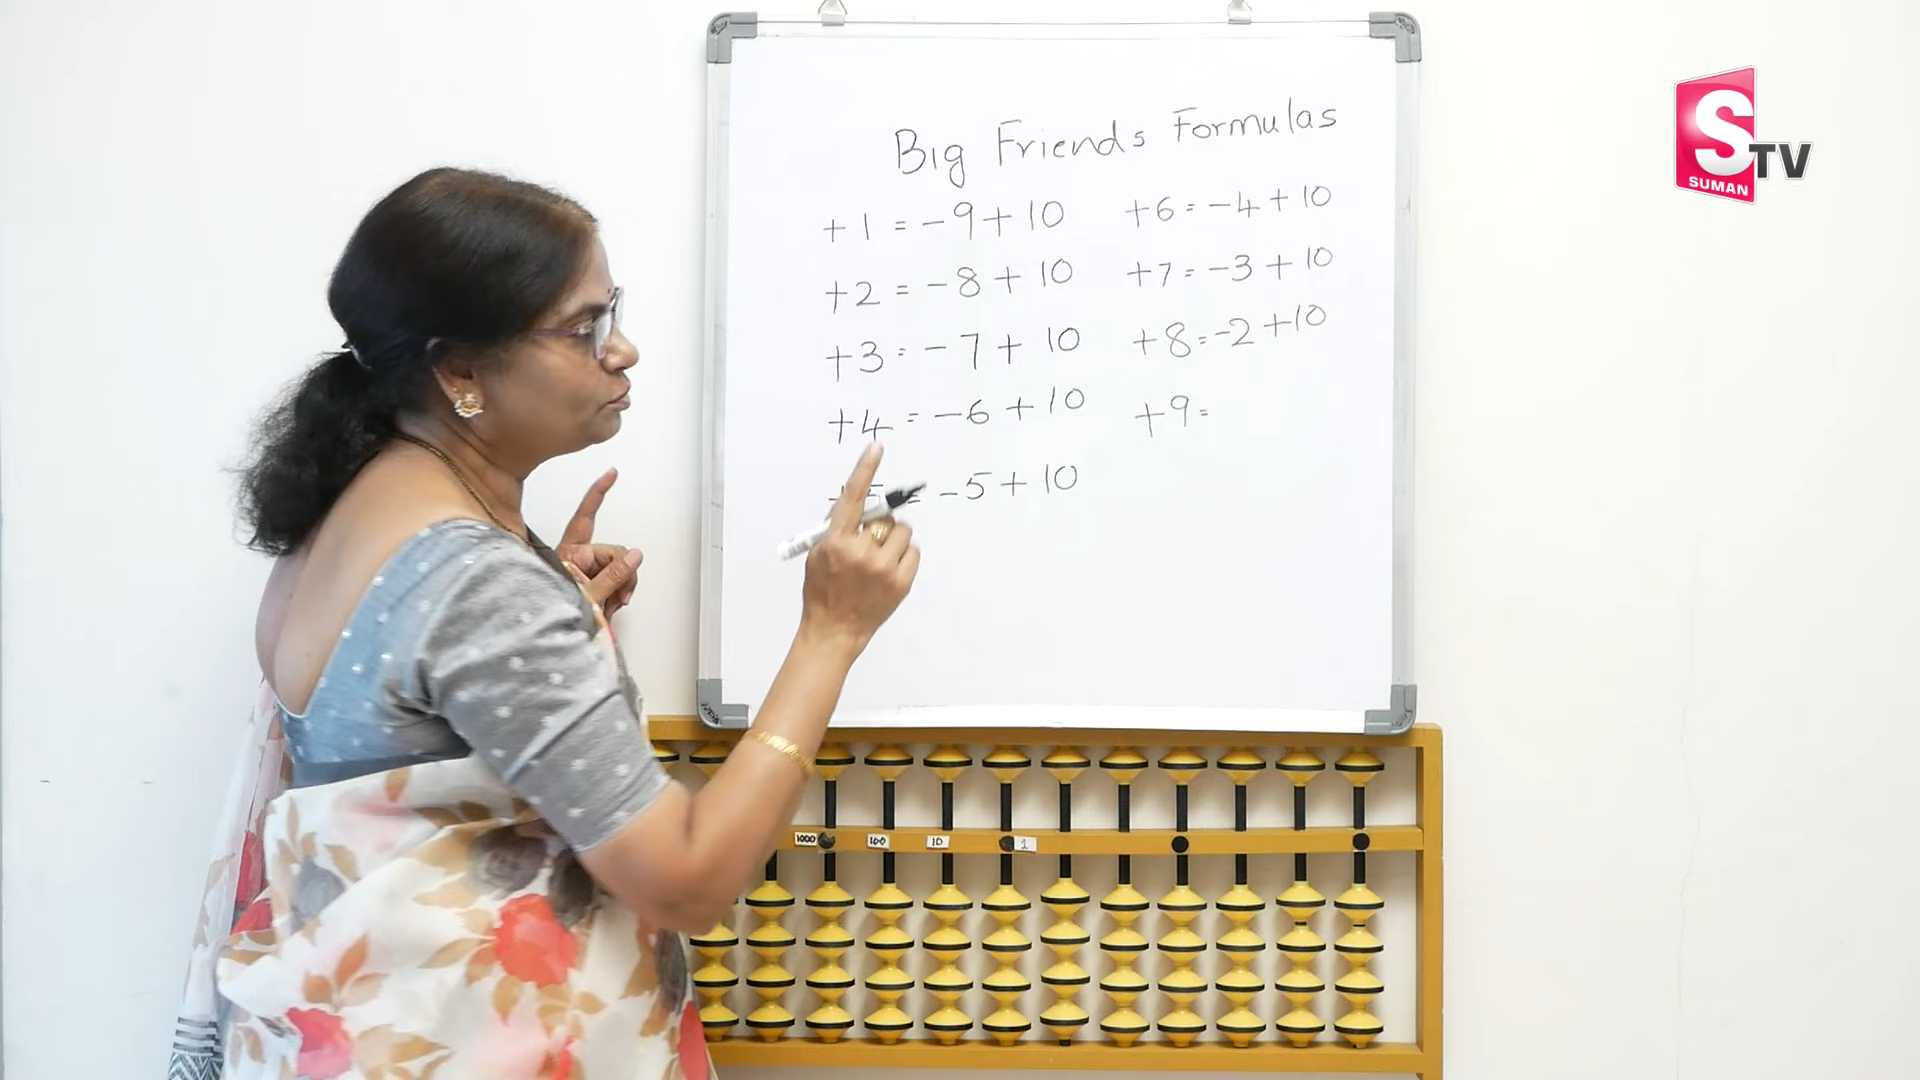 Big Friends Formulas
+1 = -9 + 10
+2 = -8 + 10
+3 = -7 + 10
+4 = -6 + 10
+5 = -5 + 10
+6 = -4 + 10
+7 = -3 + 10
+8 = -2 + 10
+9 =
S TV
SUMAN
1000 100 10 1